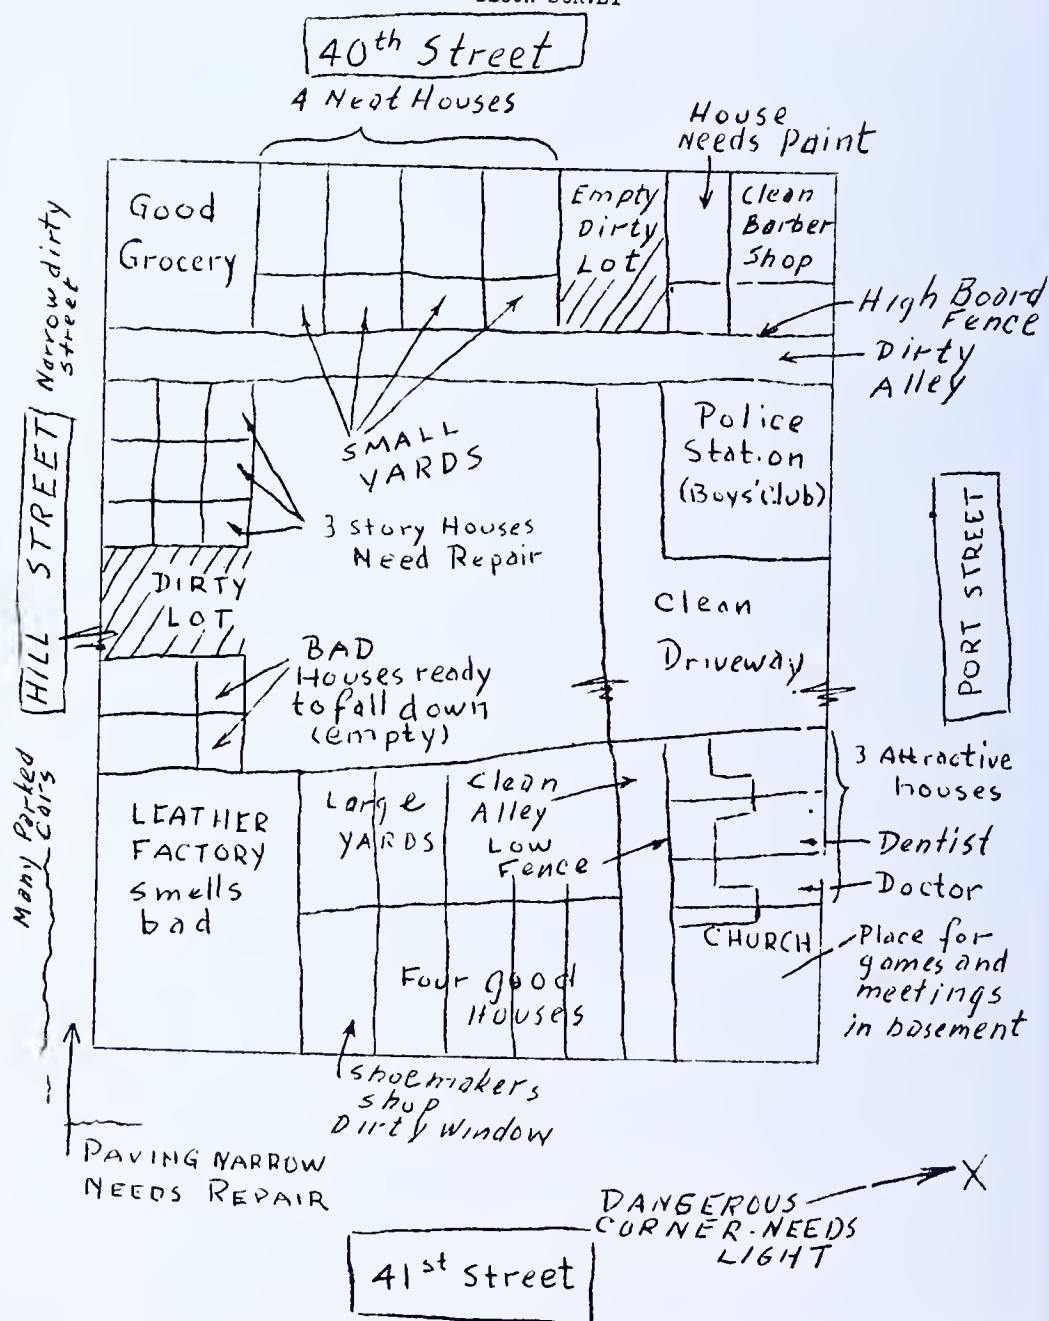 40th Street
4 Neat Houses
House
Needs Paint
Good
Grocery
Empty
Dirty
Lot
Clean
Barber
Shop
High Board
Fence
Dirty
Alley
Narrow dirty
street
HILL STREET
Many Parked
Cars
SMALL
YARDS
3 Story Houses
Need Repair
Police
Station
(Boys' Club)
PORT STREET
DIRTY
LOT
Clean
Driveway
BAD
Houses ready
to fall down
(empty)
LEATHER
FACTORY
smells
bad
Large
YARDS
Clean
Alley
Low
Fence
3 Attractive
houses
Dentist
Doctor
CHURCH
Place for
games and
meetings
in basement
Four good
Houses
Shoemakers
shop
Dirty window
PAVING NARROW
NEEDS REPAIR
DANGEROUS
CORNER-NEEDS
LIGHT
X
41st Street